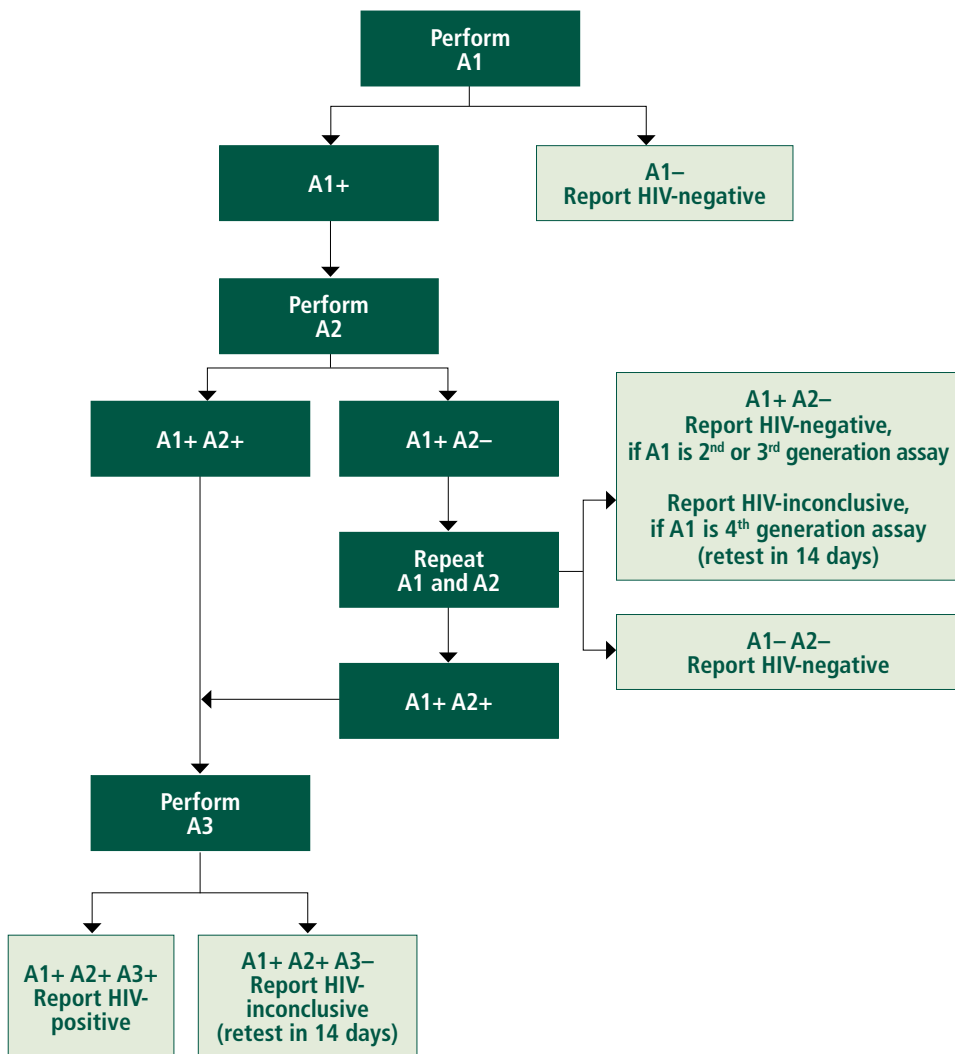 Perform
A1
A1+
A1–
Report HIV-negative
Perform
A2
A1+ A2+
A1+ A2–
A1+ A2–
Report HIV-negative,
if A1 is 2nd or 3rd generation assay
Report HIV-inconclusive,
if A1 is 4th generation assay
(retest in 14 days)
Repeat
A1 and A2
A1– A2–
Report HIV-negative
A1+ A2+
Perform
A3
A1+ A2+ A3+
Report HIV-
positive
A1+ A2+ A3–
Report HIV-
inconclusive
(retest in 14 days)